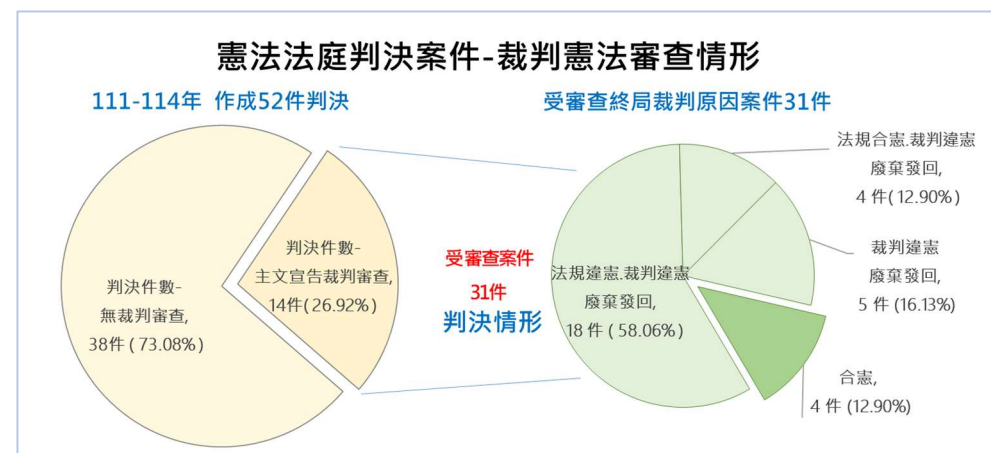 憲法法庭判決案件-裁判憲法審查情形
111-114年 作成52件判決
判決件數-
無裁判審查,
38件 ( 73.08%)
判決件數-
主文宣告裁判審查,
14件(26.92%)
受審查案件
31件
判決情形
受審查終局裁判原因案件31件
法規違憲.裁判違憲
廢棄發回,
18 件 ( 58.06%)
法規合憲.裁判違憲
廢棄發回,
4 件( 12.90%)
裁判違憲
廢棄發回,
5 件 (16.13%)
合憲,
4 件 (12.90%)